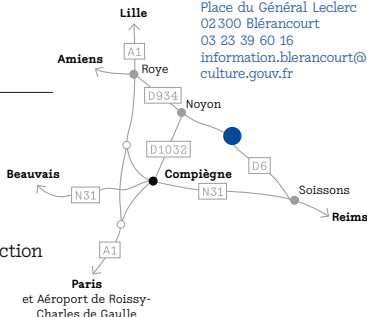 Place du Général Leclerc
02 300 Blérancourt
03 23 39 60 16
information.blerancourt@
culture.gouv.fr
Lille
A1
Amiens
Roye
D934
Noyon
D1032
D6
Beauvais
Compiègne
N31
N31
Soissons
Reims
ction
A1
Paris
et Aéroport de Roissy-
Charles de Gaulle